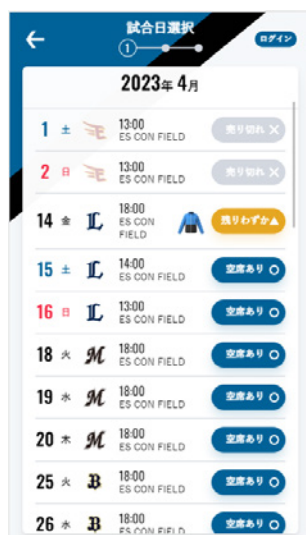 試合日選択
ログイン
1
2023年 4月
1 土 13:00 ES CON FIELD 売り切れ ×
2 日 13:00 ES CON FIELD 売り切れ ×
14 金 L 18:00 ES CON FIELD 残りわずか▲
15 土 L 14:00 ES CON FIELD 空席あり ○
16 日 L 13:00 ES CON FIELD 空席あり ○
18 火 M 18:00 ES CON FIELD 空席あり ○
19 水 M 18:00 ES CON FIELD 空席あり ○
20 木 M 18:00 ES CON FIELD 空席あり ○
25 火 B 18:00 ES CON FIELD 空席あり ○
26 水 B 18:00 ES CON FIELD 空席あり ○